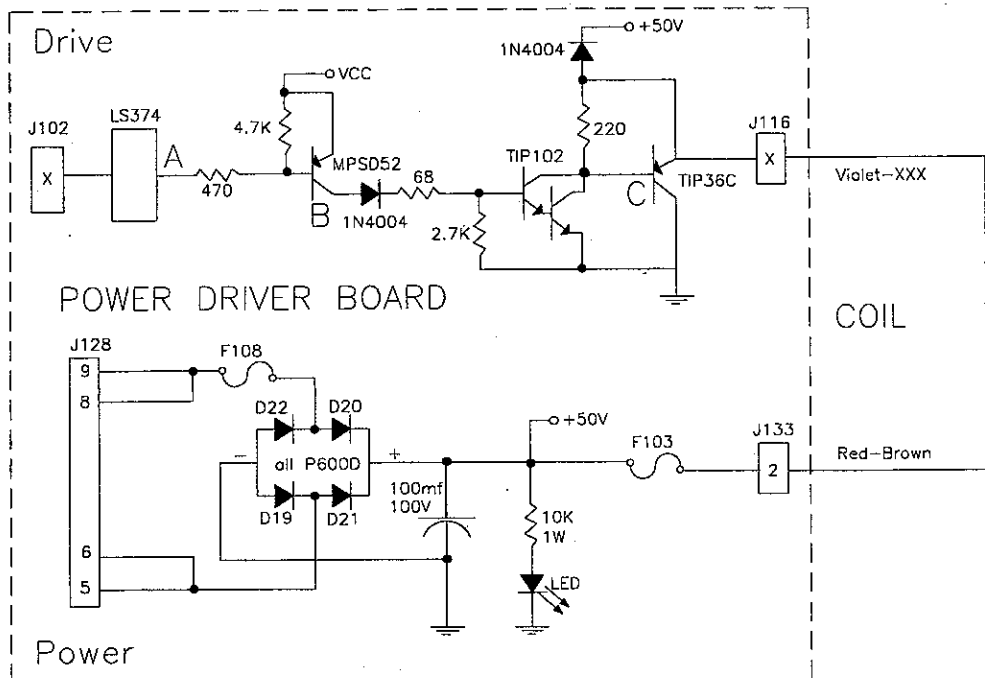 Drive
+50V
1N4004
VCC
J102
LS374
4.7K
A
470
X
MPSD52
B
1N4004
68
2.7K
TIP102
220
C
TIP36C
J116
X
Violet-XXX
POWER DRIVER BOARD
COIL
J128
9
8
6
5
F108
D22
D20
-
all P600D
+
D19
D21
100mf
100V
+50V
10K
1W
LED
F103
J133
2
Red-Brown
Power